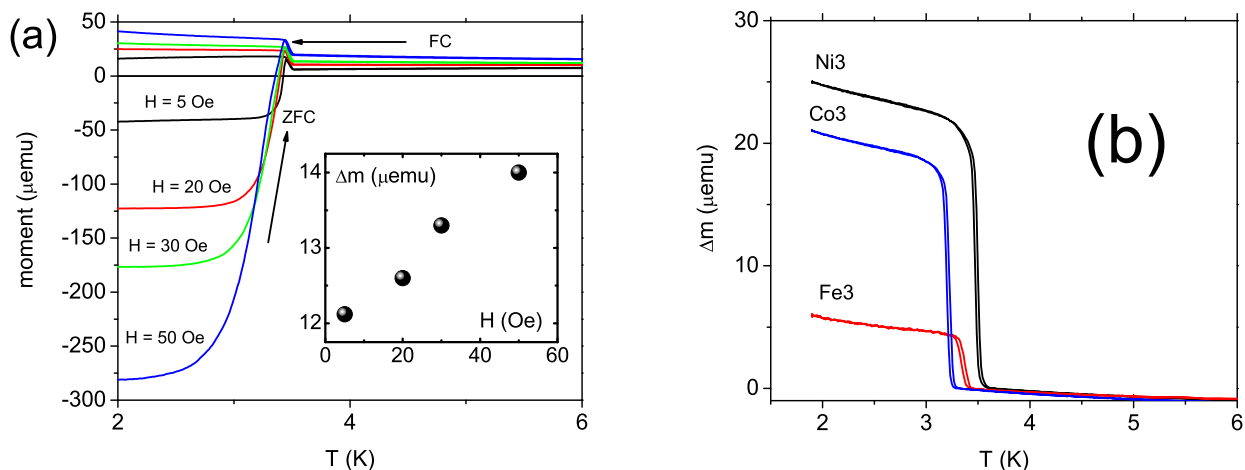 (a)
50
0
-50
-100
-150
-200
-250
-300
moment (μemu)
FC
H = 5 Oe
ZFC
H = 20 Oe
H = 30 Oe
H = 50 Oe
14
13
12
Δm (μemu)
H (Oe)
0 20 40 60
2 4 6
T (K)
(b)
30
20
10
0
Δm (μemu)
Ni3
Co3
Fe3
2 3 4 5 6
T (K)